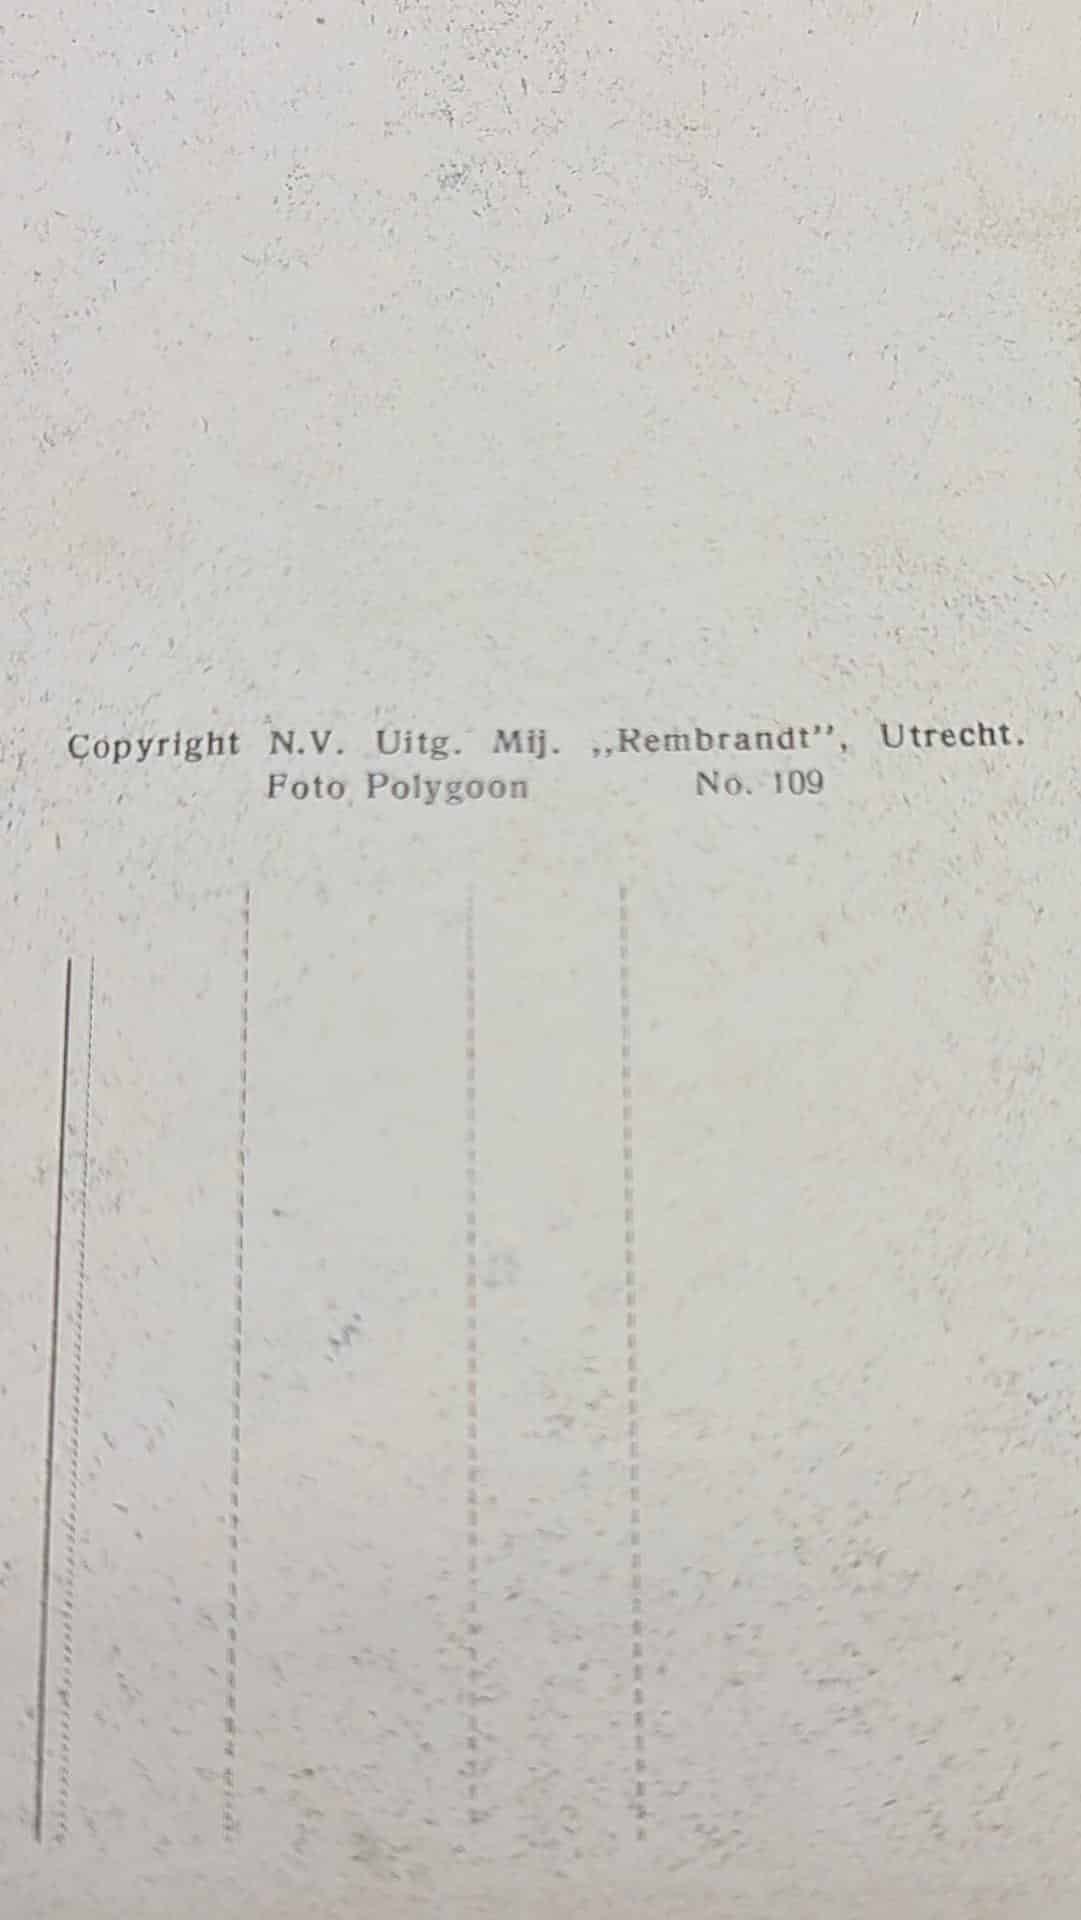 Copyright N.V. Uitg. Mij. ,,Rembrandt’’, Utrecht.
Foto Polygoon No. 109